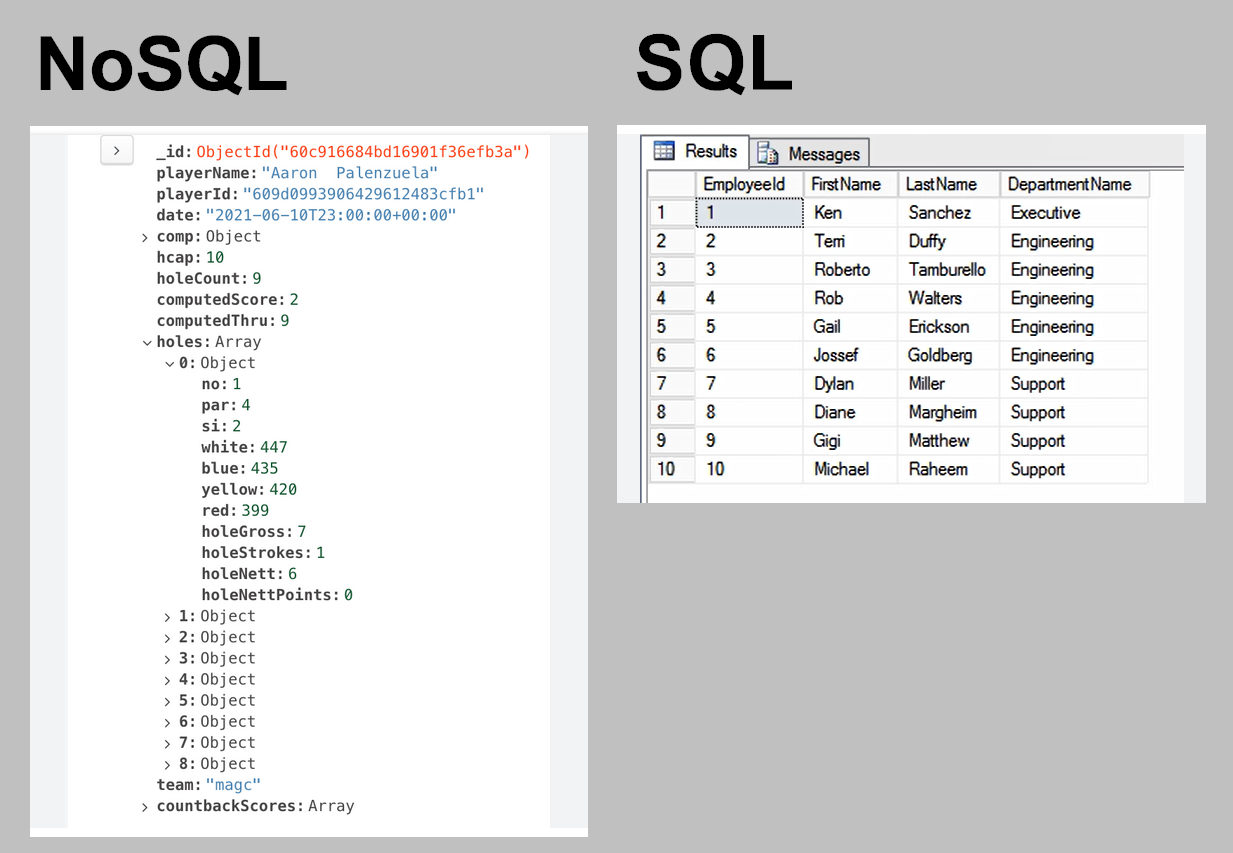 NoSQL
_id: ObjectId("60c916684bd16901f36efb3a")
playerName: "Aaron  Palenzuela"
playerId: "609d0993906429612483cfb1"
date: "2021-06-10T23:00:00+00:00"
comp: Object
hcap: 10
holeCount: 9
computedScore: 2
computedThru: 9
holes: Array
0: Object
no: 1
par: 4
si: 2
white: 447
blue: 435
yellow: 420
red: 399
holeGross: 7
holeStrokes: 1
holeNett: 6
holeNettPoints: 0
1: Object
2: Object
3: Object
4: Object
5: Object
6: Object
7: Object
8: Object
team: "magc"
countbackScores: Array
SQL
Results Messages
EmployeeId FirstName LastName DepartmentName
1 1 Ken Sanchez Executive
2 2 Terri Duffy Engineering
3 3 Roberto Tamburello Engineering
4 4 Rob Walters Engineering
5 5 Gail Erickson Engineering
6 6 Jossef Goldberg Engineering
7 7 Dylan Miller Support
8 8 Diane Margheim Support
9 9 Gigi Matthew Support
10 10 Michael Raheem Support